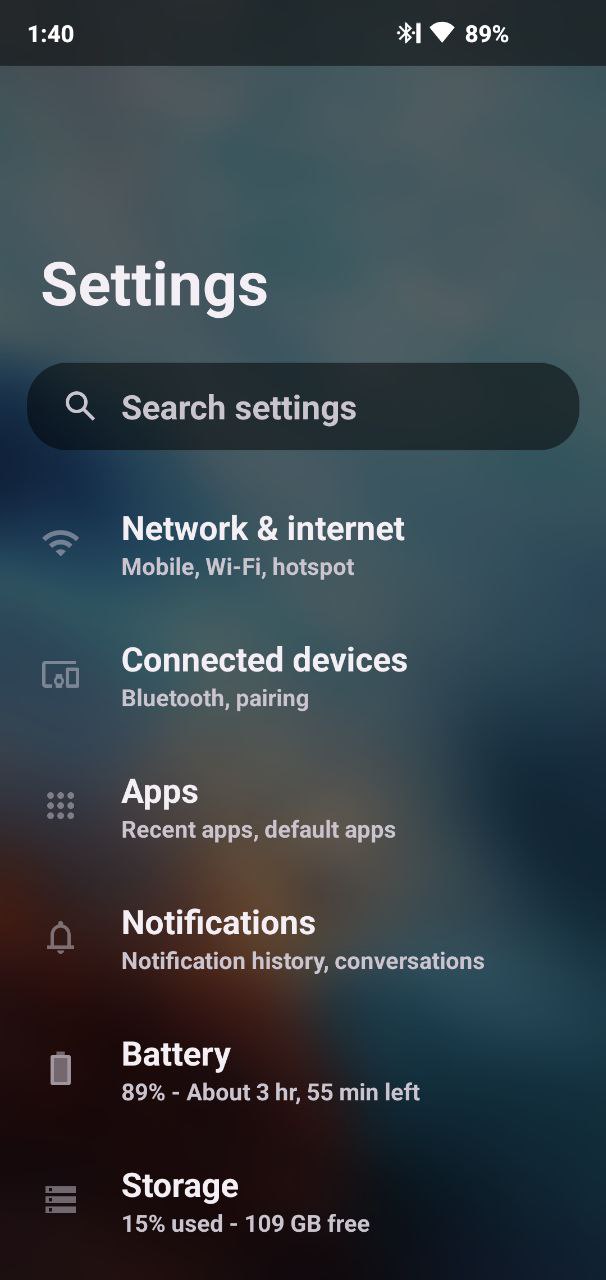 1:40 89%
Settings
Search settings
Network & internet
Mobile, Wi-Fi, hotspot
Connected devices
Bluetooth, pairing
Apps
Recent apps, default apps
Notifications
Notification history, conversations
Battery
89% - About 3 hr, 55 min left
Storage
15% used - 109 GB free